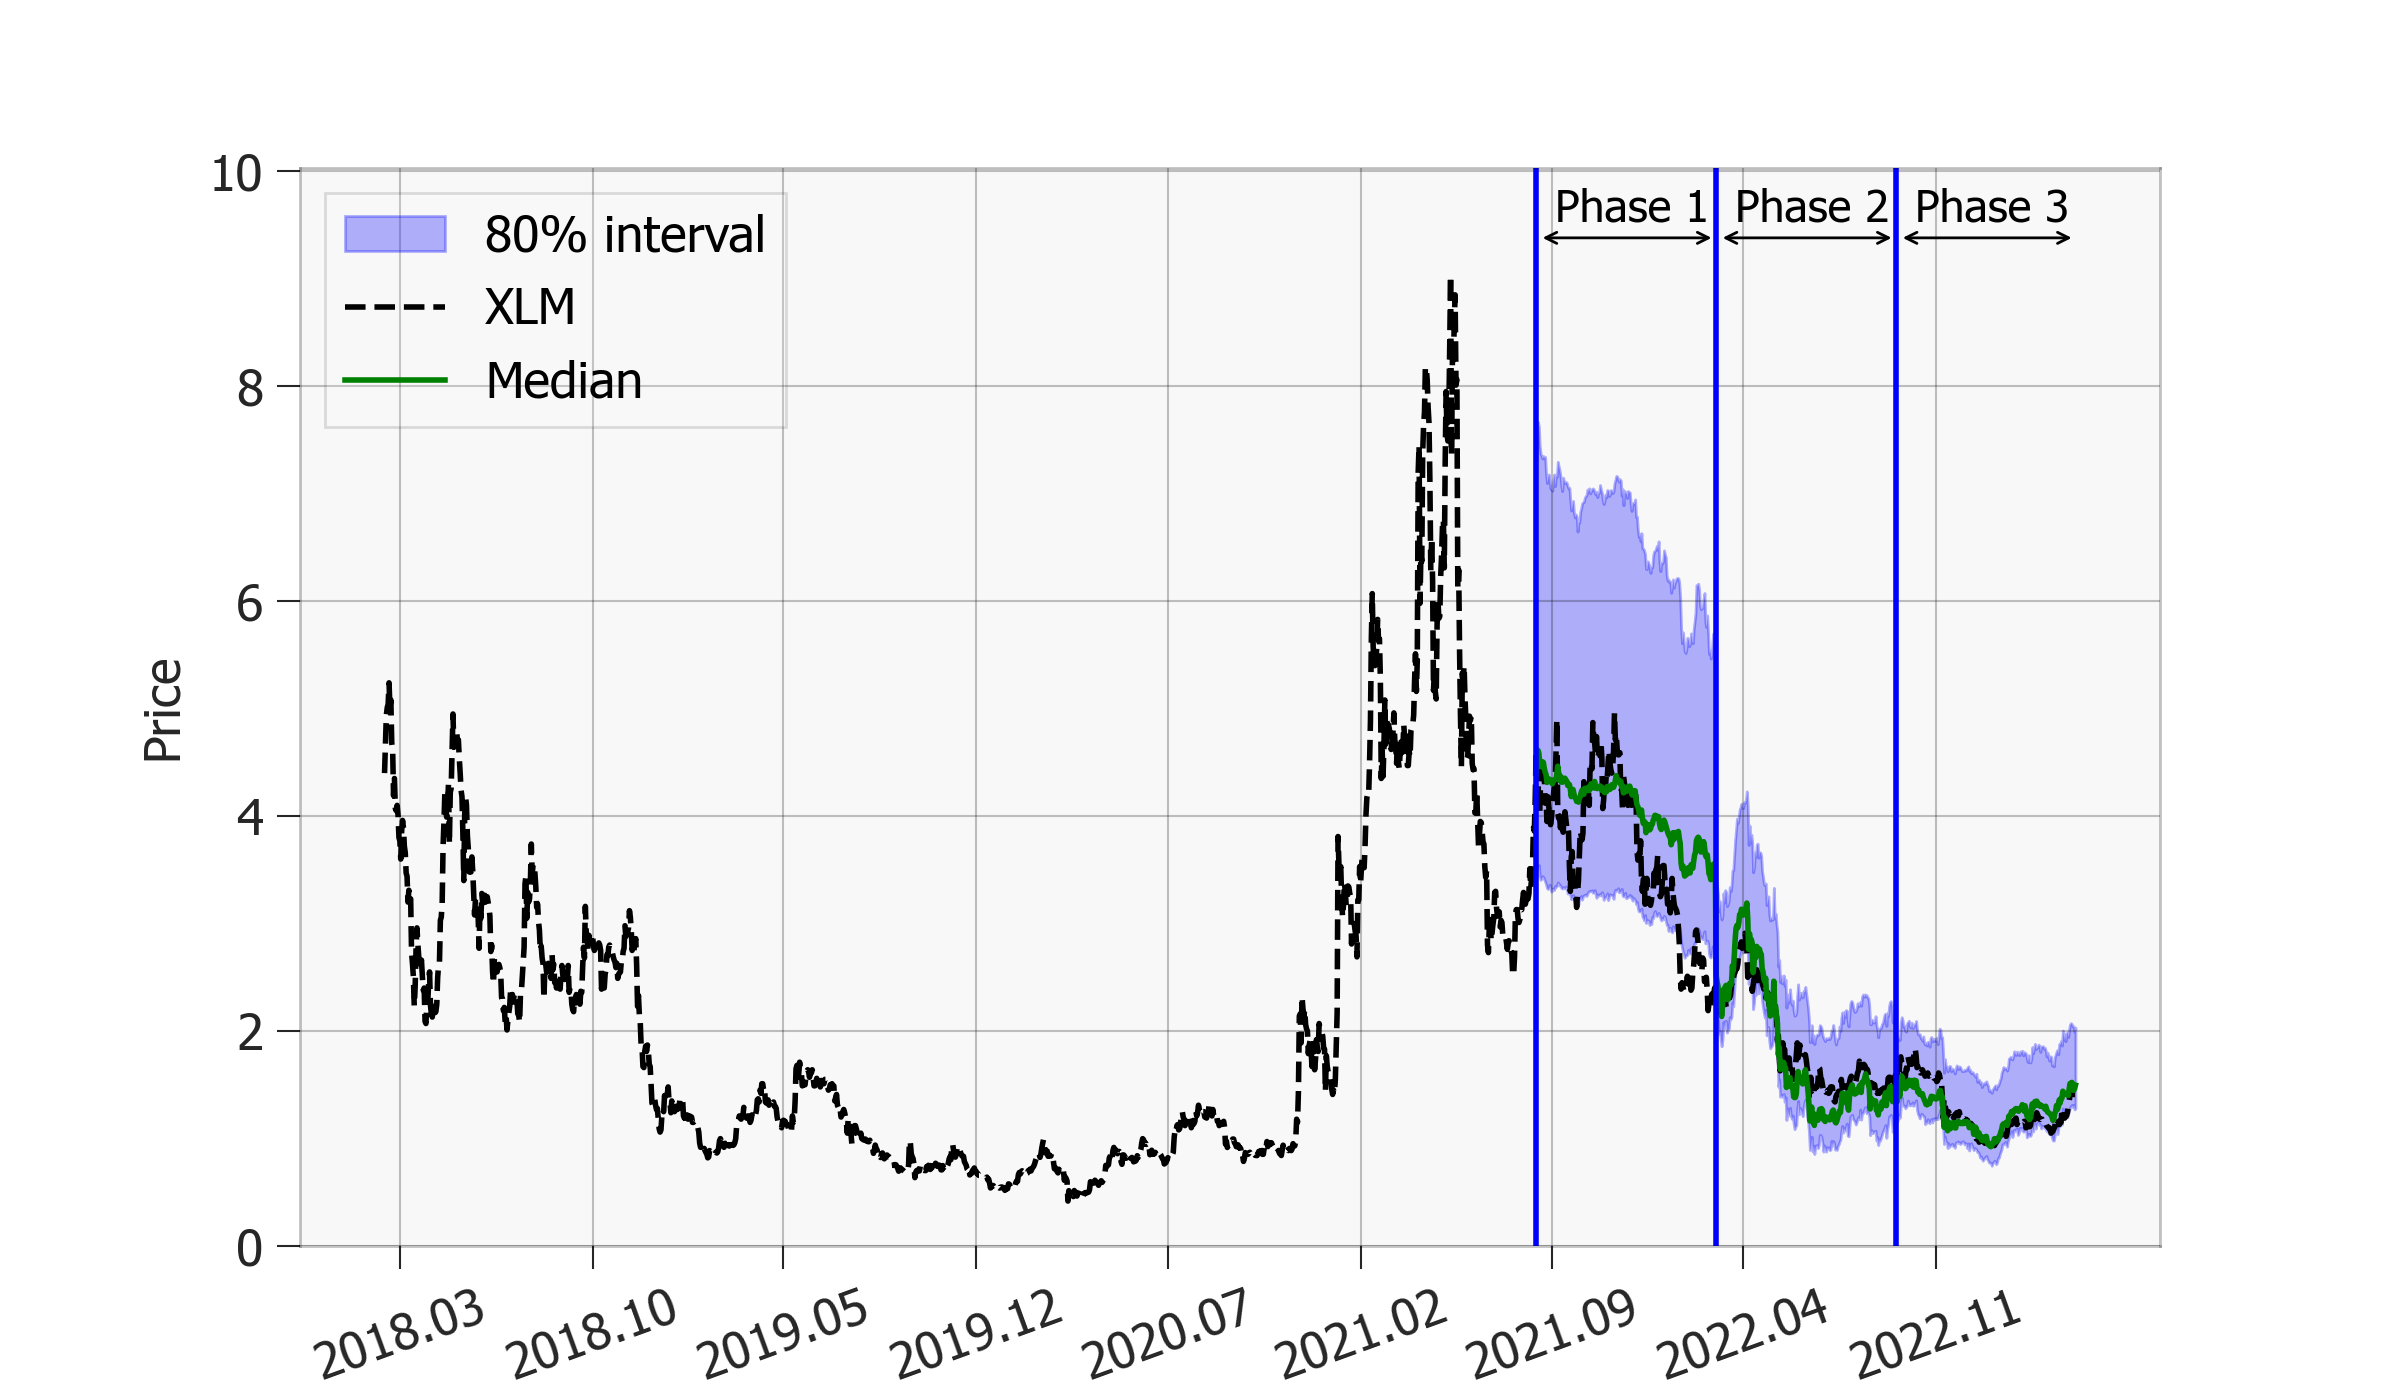 10
8
6
4
2
0
Price
80% interval
XLM
Median
Phase 1
Phase 2
Phase 3
2018.03
2018.10
2019.05
2019.12
2020.07
2021.02
2021.09
2022.04
2022.11